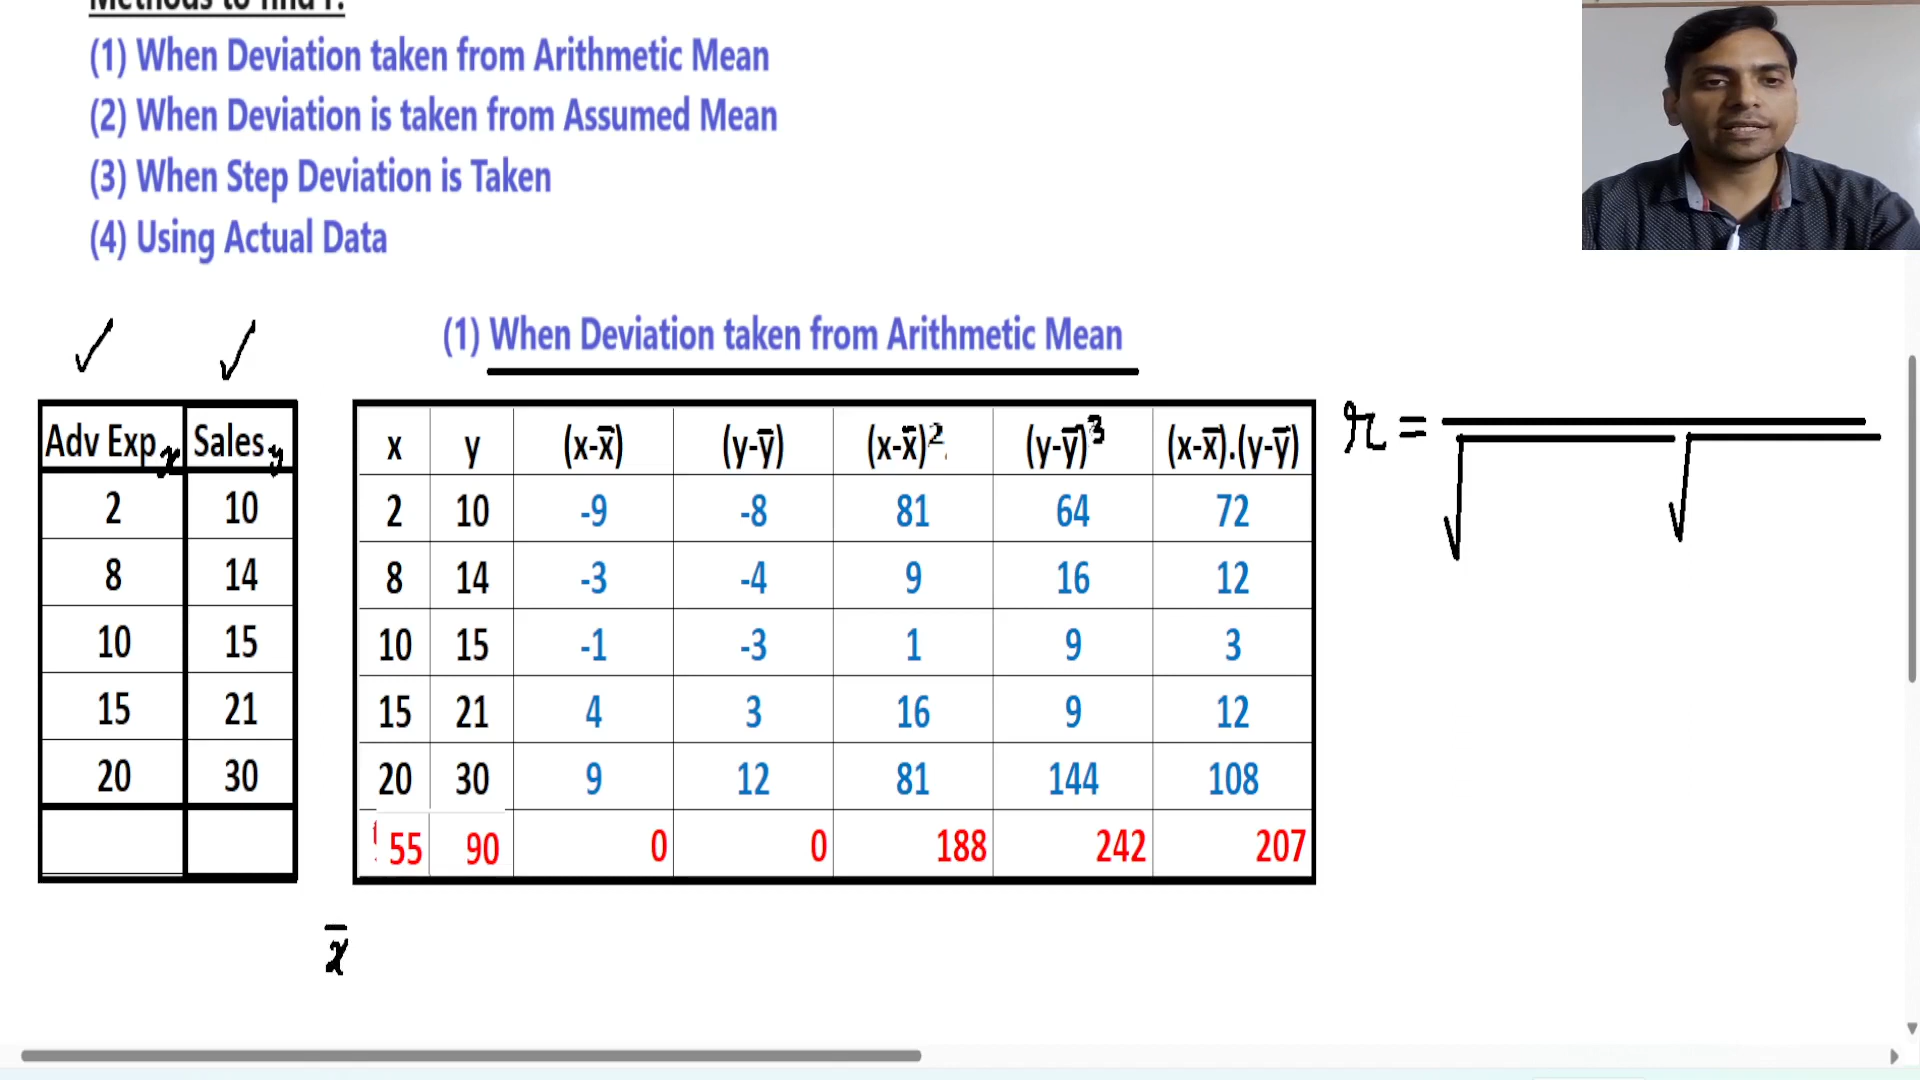 Methods to find r:
(1) When Deviation taken from Arithmetic Mean
(2) When Deviation is taken from Assumed Mean
(3) When Step Deviation is Taken
(4) Using Actual Data
(1) When Deviation taken from Arithmetic Mean
Adv Exp x Sales y
2 10
8 14
10 15
15 21
20 30
x y (x-x̄) (y-ȳ) (x-x̄)² (y-ȳ)³ (x-x̄).(y-ȳ)
2 10 -9 -8 81 64 72
8 14 -3 -4 9 16 12
10 15 -1 -3 1 9 3
15 21 4 3 16 9 12
20 30 9 12 81 144 108
55 90 0 0 188 242 207
r =
√ √
x̄